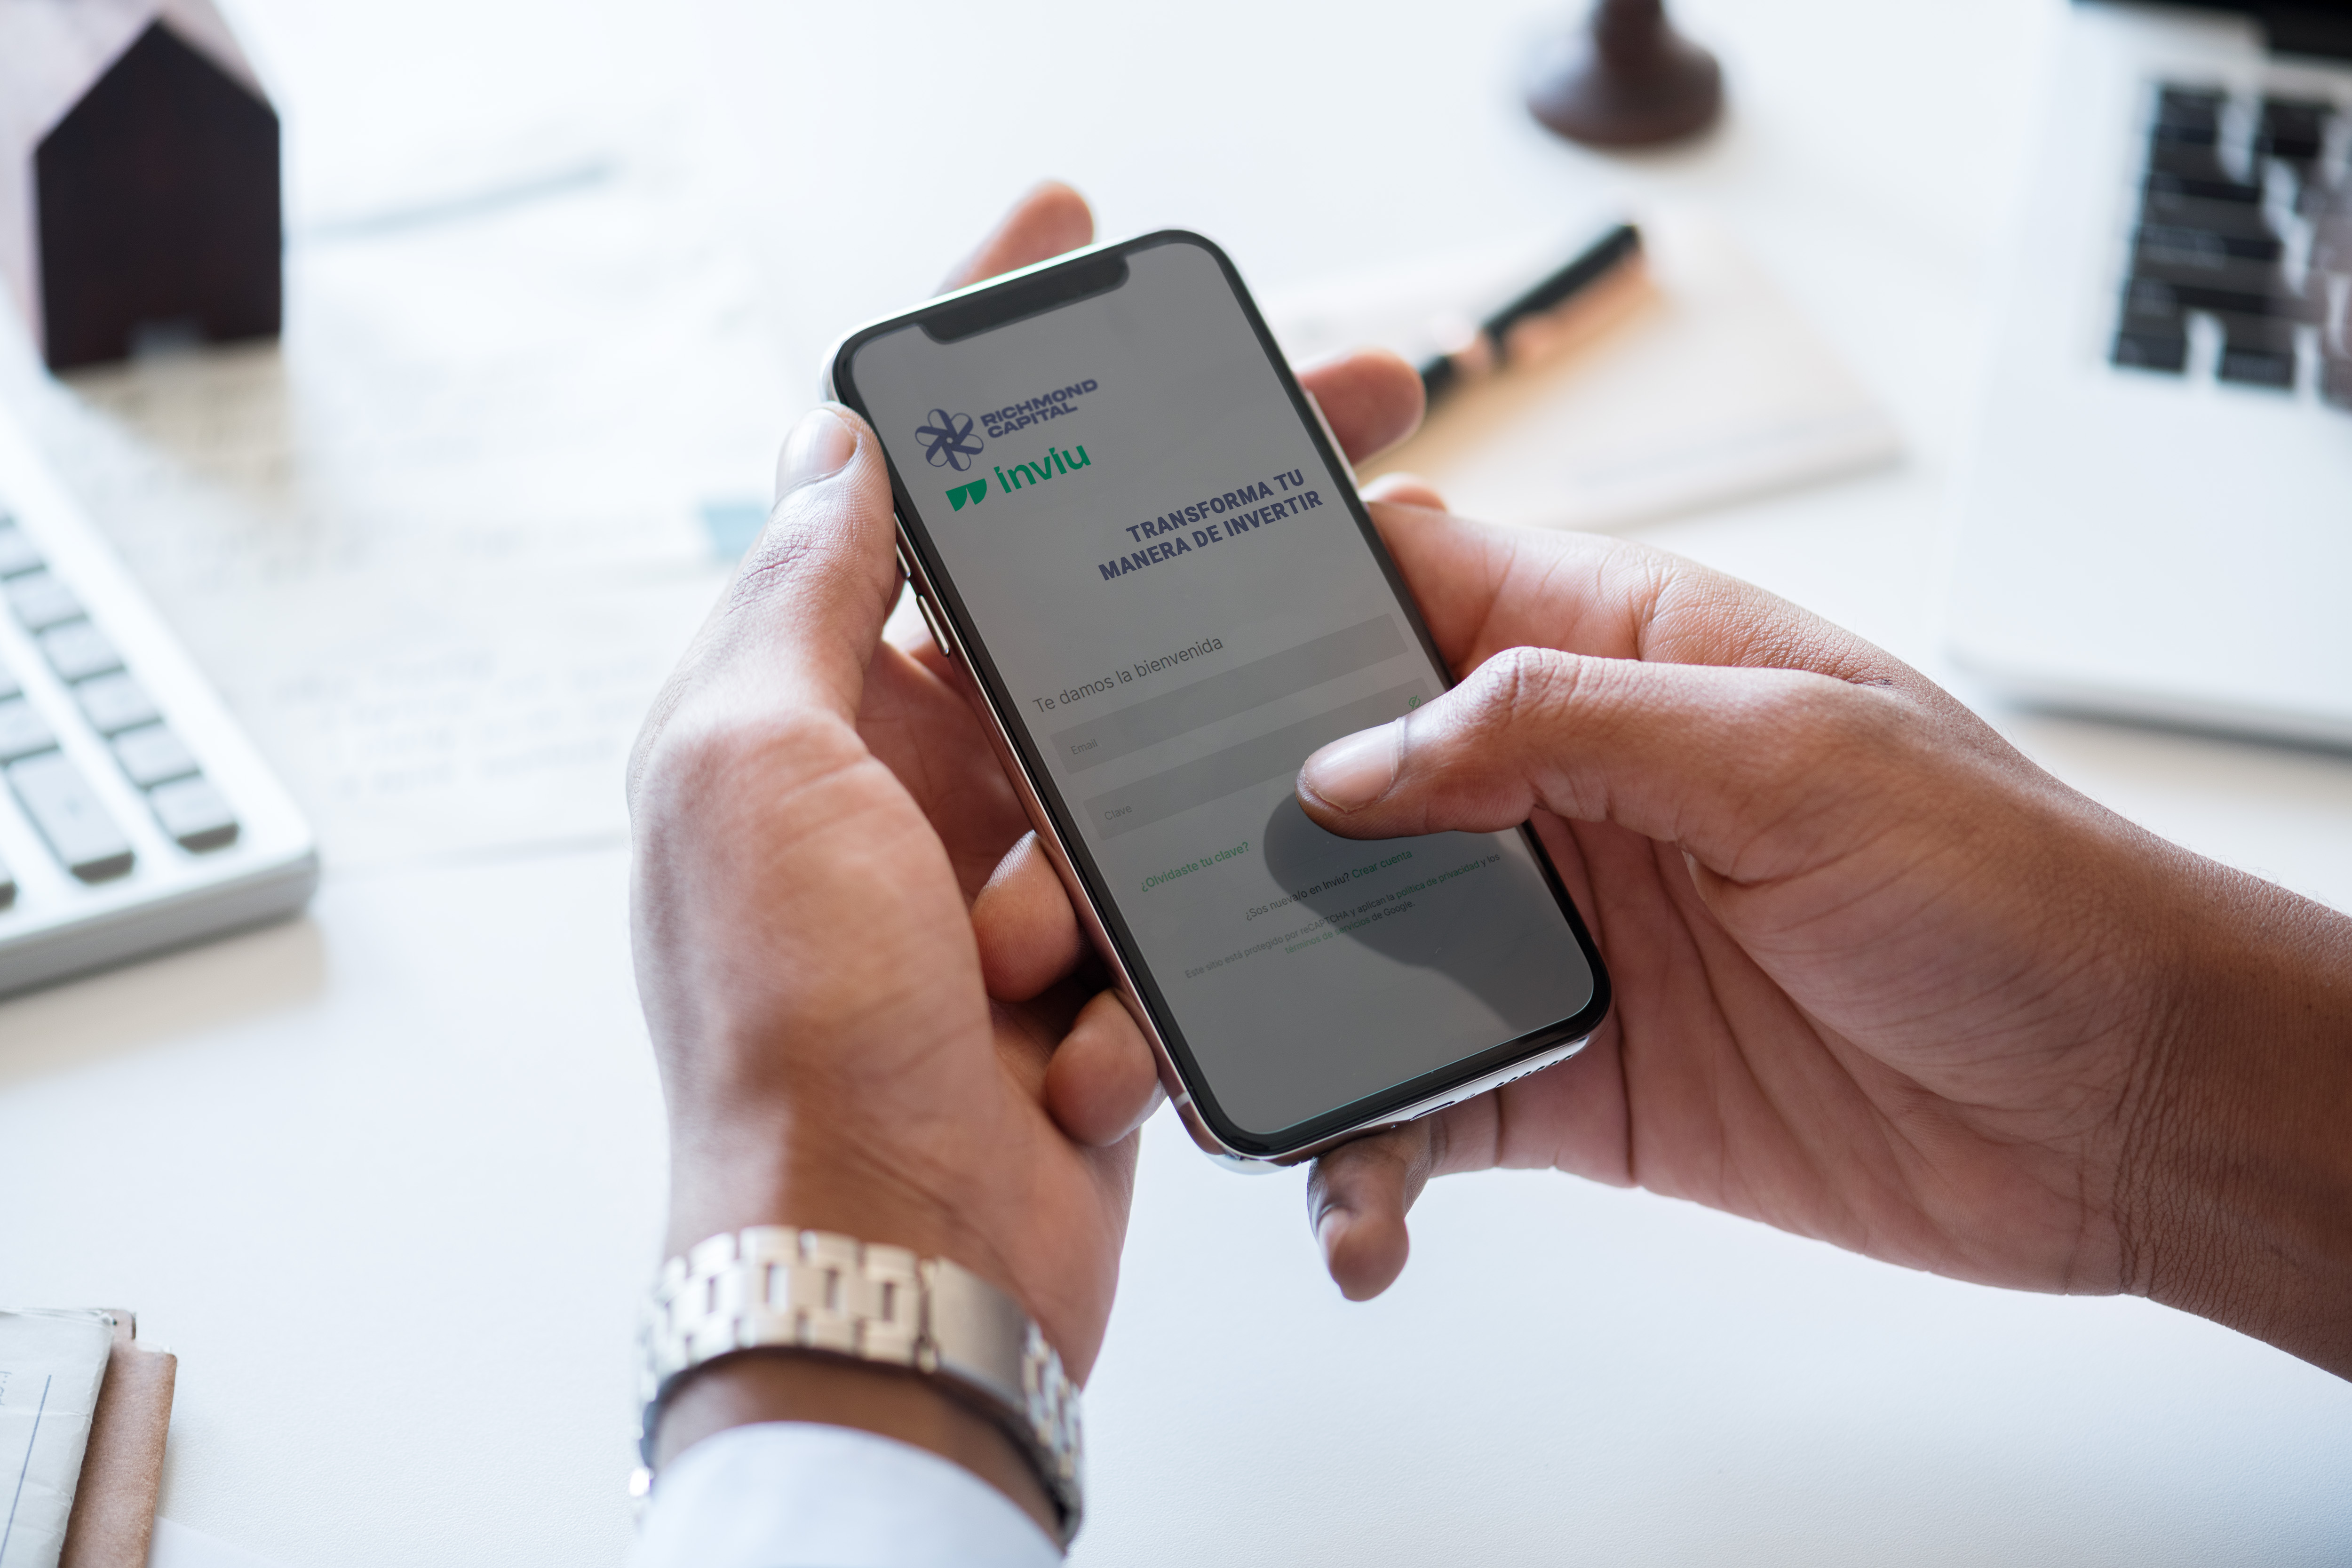 RICHMOND
CAPITAL
inviu
TRANSFORMA TU
MANERA DE INVERTIR
Te damos la bienvenida
Email
Clave
¿Olvidaste tu clave?
¿Sos nuevaJo en Inviu? Crear cuenta
Este sitio está protegido por reCAPTCHA y aplican la política de privacidad y los
términos de servicios de Google.